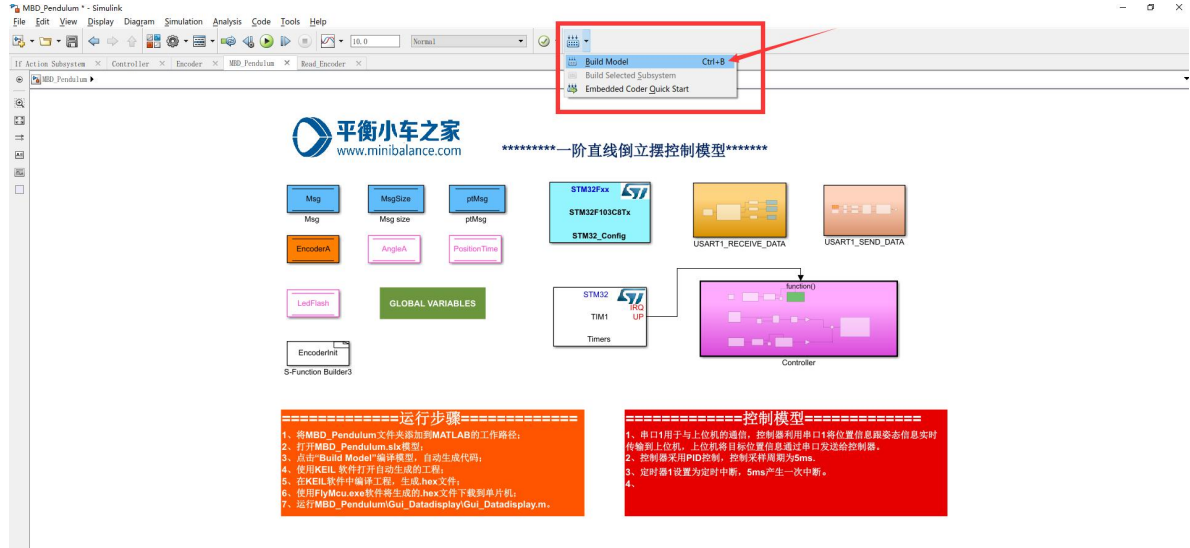 MBD_Pendulum * - Simulink
File Edit View Display Diagram Simulation Analysis Code Tools Help
10.0 Normal
If Action Subsystem Controller Encoder MBD_Pendulum Read_Encoder
MBD_Pendulum
Build Model Ctrl+B
Build Selected Subsystem
Embedded Coder Quick Start
平衡小车之家
www.minibalance.com
*********一阶直线倒立摆控制模型*******
Msg MsgSize ptMsg
Msg Msg size ptMsg
EncoderA AngleA PositionTime
LedFlash GLOBAL VARIABLES
EncoderInit
S-Function Builder3
STM32Fxx
STM32F103C8Tx
STM32_Config
USART1_RECEIVE_DATA
USART1_SEND_DATA
STM32
IRQ
TIM1 UP
Timers
function()
Controller
=============运行步骤=============
1、将MBD_Pendulum文件夹添加到MATLAB的工作路径;
2、打开MBD_Pendulum.slx模型;
3、点击“Build Model”编译模型,自动生成代码;
4、使用KEIL 软件打开自动生成的工程;
5、在KEIL软件中编译工程,生成.hex文件;
6、使用FlyMcu.exe软件将生成的.hex文件下载到单片机;
7、运行MBD_Pendulum\Gui_Datadisplay\Gui_Datadisplay.m。
=============控制模型=============
1、串口1用于与上位机的通信,控制器利用串口1将位置信息跟姿态信息实时
传输到上位机,上位机将目标位置信息通过串口发送给控制器。
2、控制器采用PID控制,控制采样周期为5ms.
3、定时器1设置为定时中断,5ms产生一次中断。
4、